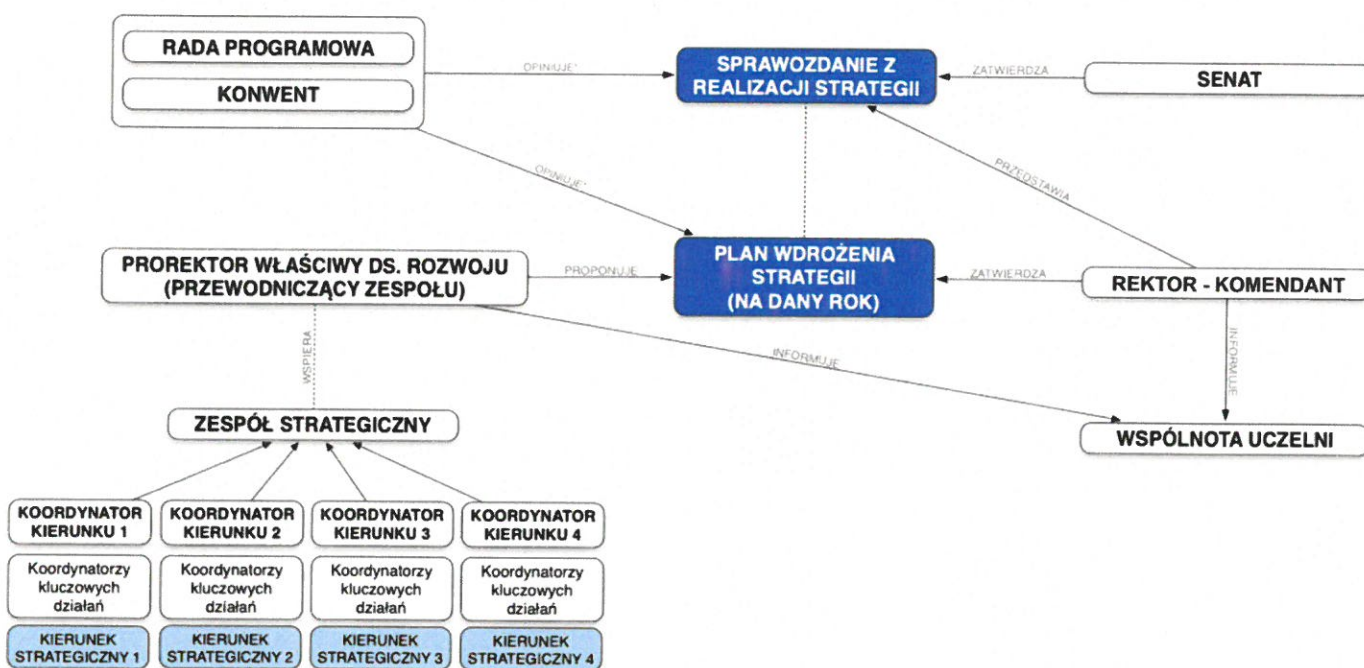 RADA PROGRAMOWA
KONWENT
OPINIUJE*
SPRAWOZDANIE Z
REALIZACJI STRATEGII
ZATWIERDZA
SENAT
OPINIUJE*
PRZEDSTAWIA
PROREKTOR WŁAŚCIWY DS. ROZWOJU
(PRZEWODNICZĄCY ZESPOŁU)
PROPONUJE
PLAN WDROŻENIA
STRATEGII
(NA DANY ROK)
ZATWIERDZA
REKTOR - KOMENDANT
WSPIERA
INFORMUJE
INFORMUJE
ZESPÓŁ STRATEGICZNY
WSPÓLNOTA UCZELNI
KOORDYNATOR
KIERUNKU 1
KOORDYNATOR
KIERUNKU 2
KOORDYNATOR
KIERUNKU 3
KOORDYNATOR
KIERUNKU 4
Koordynatorzy
kluczowych
działań
Koordynatorzy
kluczowych
działań
Koordynatorzy
kluczowych
działań
Koordynatorzy
kluczowych
działań
KIERUNEK
STRATEGICZNY 1
KIERUNEK
STRATEGICZNY 2
KIERUNEK
STRATEGICZNY 3
KIERUNEK
STRATEGICZNY 4